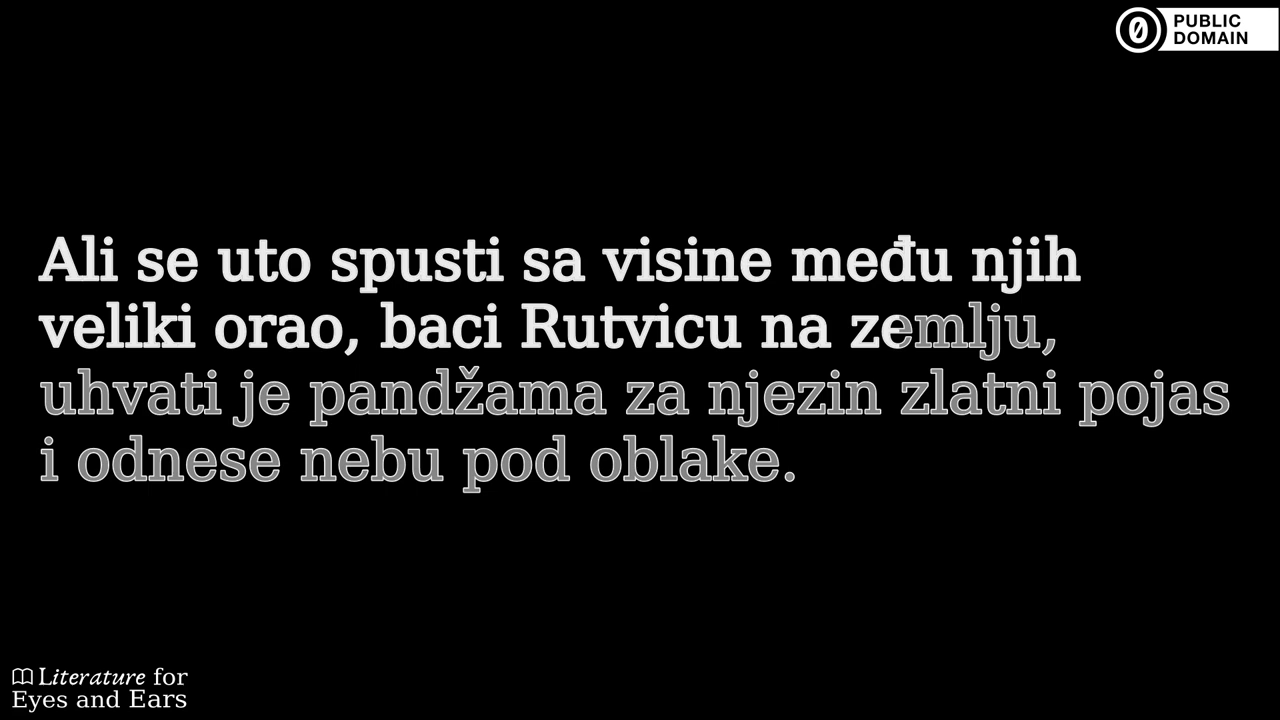 PUBLIC
DOMAIN
Ali se uto spusti sa visine među njih
veliki orao, baci Rutvicu na zemlju,
uhvati je pandžama za njezin zlatni pojas
i odnese nebu pod oblake.
Literature for
Eyes and Ears